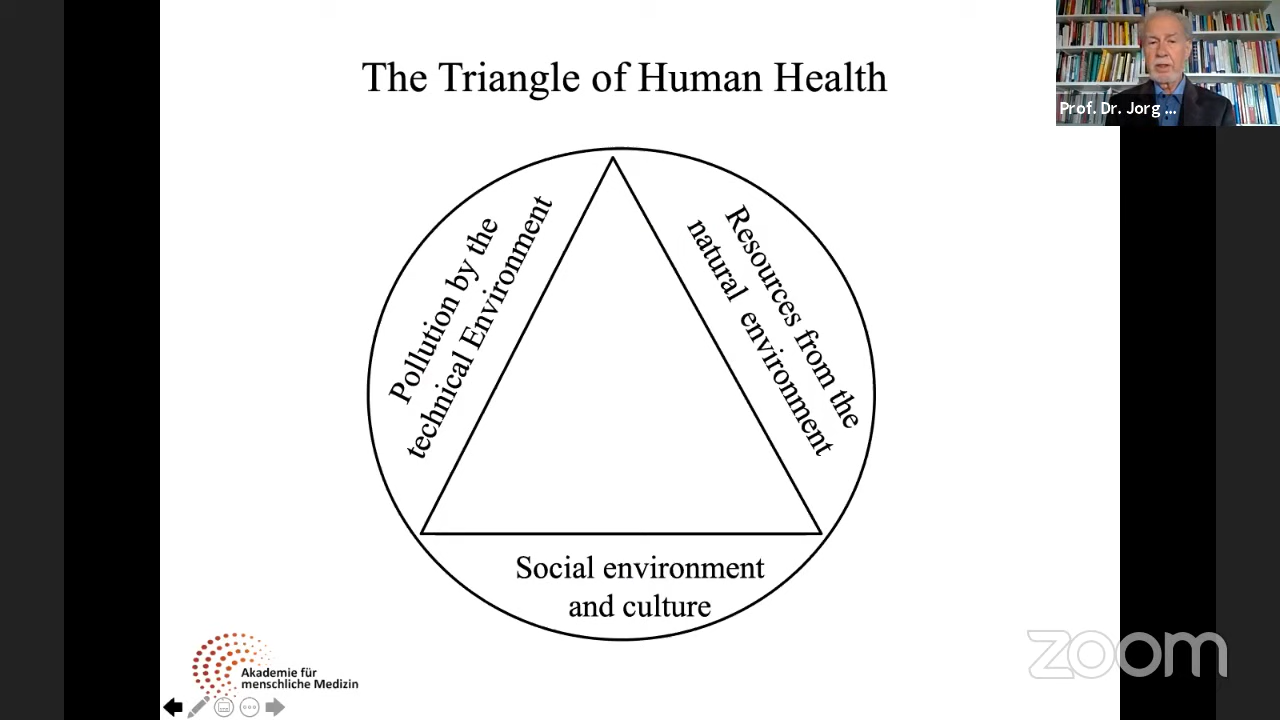 The Triangle of Human Health
Prof. Dr. Jorg ...
Pollution by the
technical Environment
Resources from the
natural environment
Social environment
and culture
Akademie für
menschliche Medizin
zoom